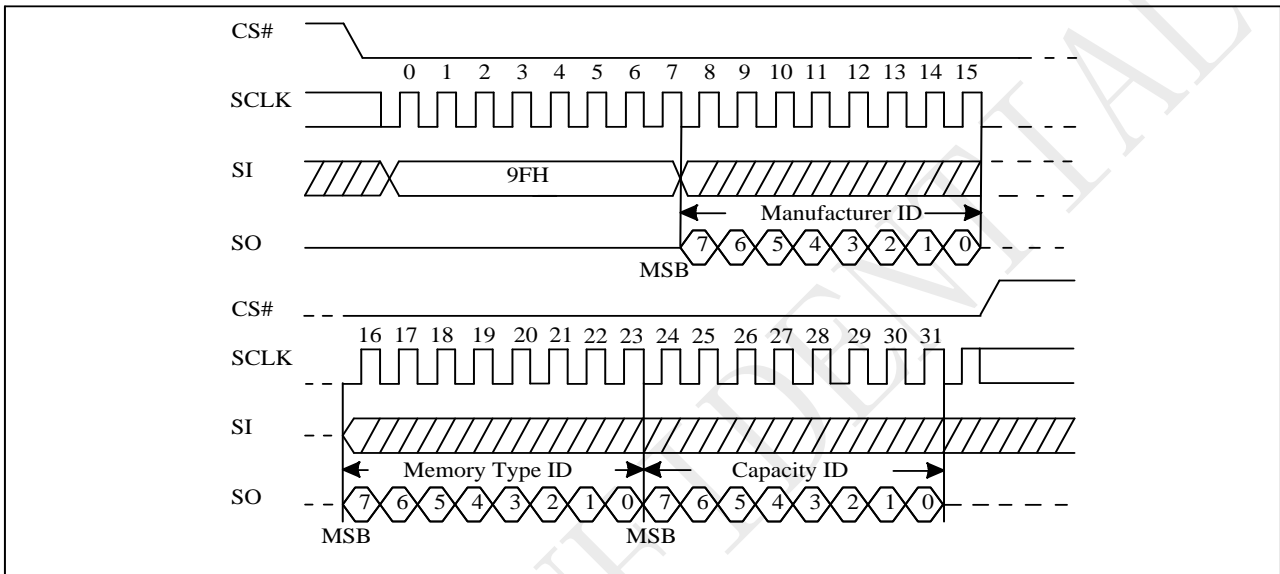 CS#
0 1 2 3 4 5 6 7 8 9 10 11 12 13 14 15
SCLK
SI
9FH
Manufacturer ID
SO
7 6 5 4 3 2 1 0
MSB
CS#
16 17 18 19 20 21 22 23 24 25 26 27 28 29 30 31
SCLK
SI
Memory Type ID Capacity ID
SO
7 6 5 4 3 2 1 0 7 6 5 4 3 2 1 0
MSB MSB
IDENTIAL